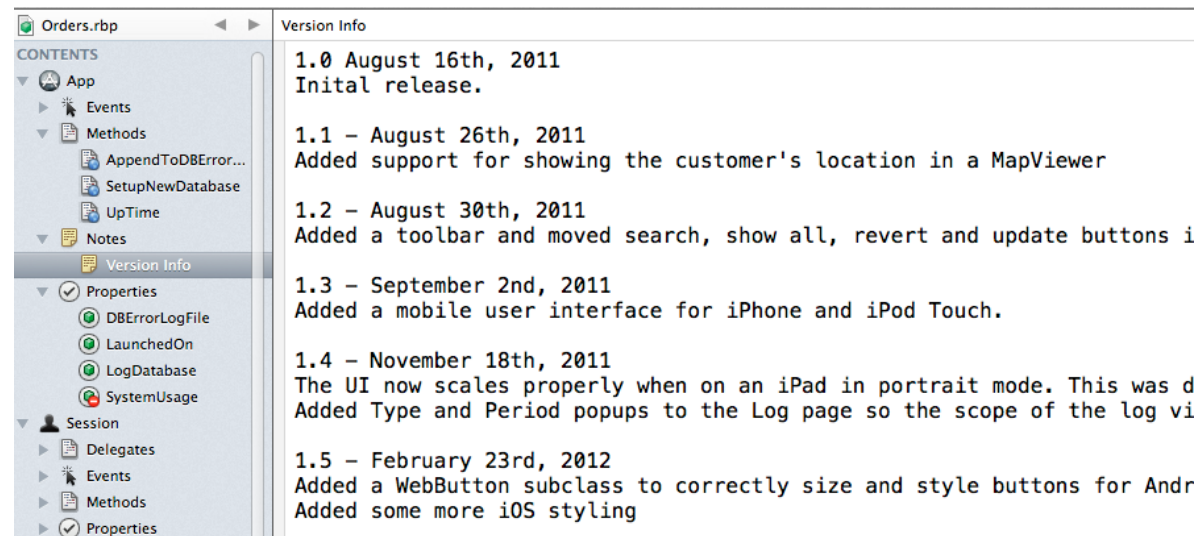 Orders.rbp
CONTENTS
App
Events
Methods
AppendToDBError...
SetupNewDatabase
UpTime
Notes
Version Info
Properties
DBErrorLogFile
LaunchedOn
LogDatabase
SystemUsage
Session
Delegates
Events
Methods
Properties
Version Info
1.0 August 16th, 2011
Inital release.
1.1 – August 26th, 2011
Added support for showing the customer's location in a MapViewer
1.2 – August 30th, 2011
Added a toolbar and moved search, show all, revert and update buttons i
1.3 – September 2nd, 2011
Added a mobile user interface for iPhone and iPod Touch.
1.4 – November 18th, 2011
The UI now scales properly when on an iPad in portrait mode. This was d
Added Type and Period popups to the Log page so the scope of the log vi
1.5 – February 23rd, 2012
Added a WebButton subclass to correctly size and style buttons for Andr
Added some more iOS styling